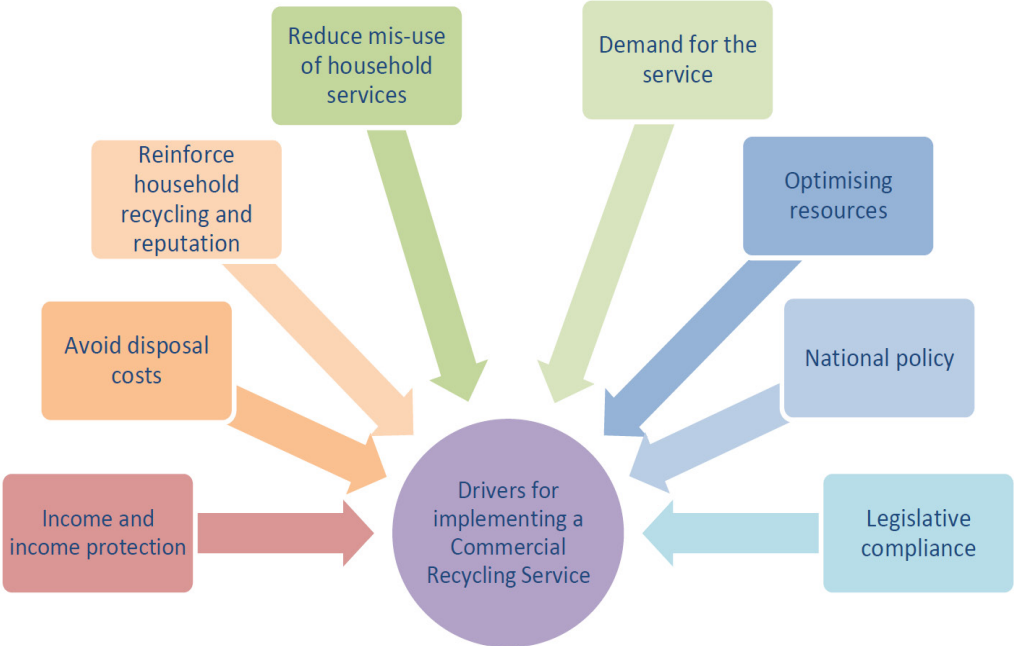 Reduce mis-use
of household
services
Demand for the
service
Reinforce
household
recycling and
reputation
Optimising
resources
Avoid disposal
costs
National policy
Income and
income protection
Drivers for
implementing a
Commercial
Recycling Service
Legislative
compliance